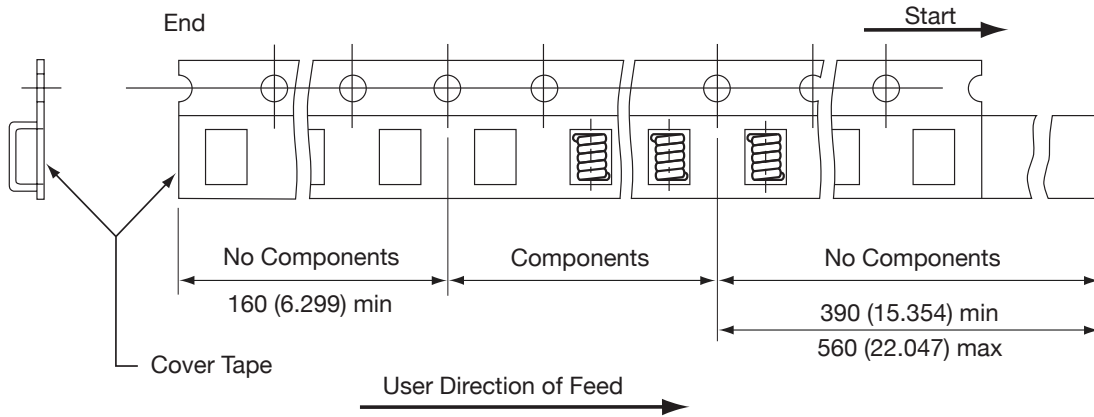 End
Start
No Components
Components
No Components
160 (6.299) min
390 (15.354) min
560 (22.047) max
Cover Tape
User Direction of Feed